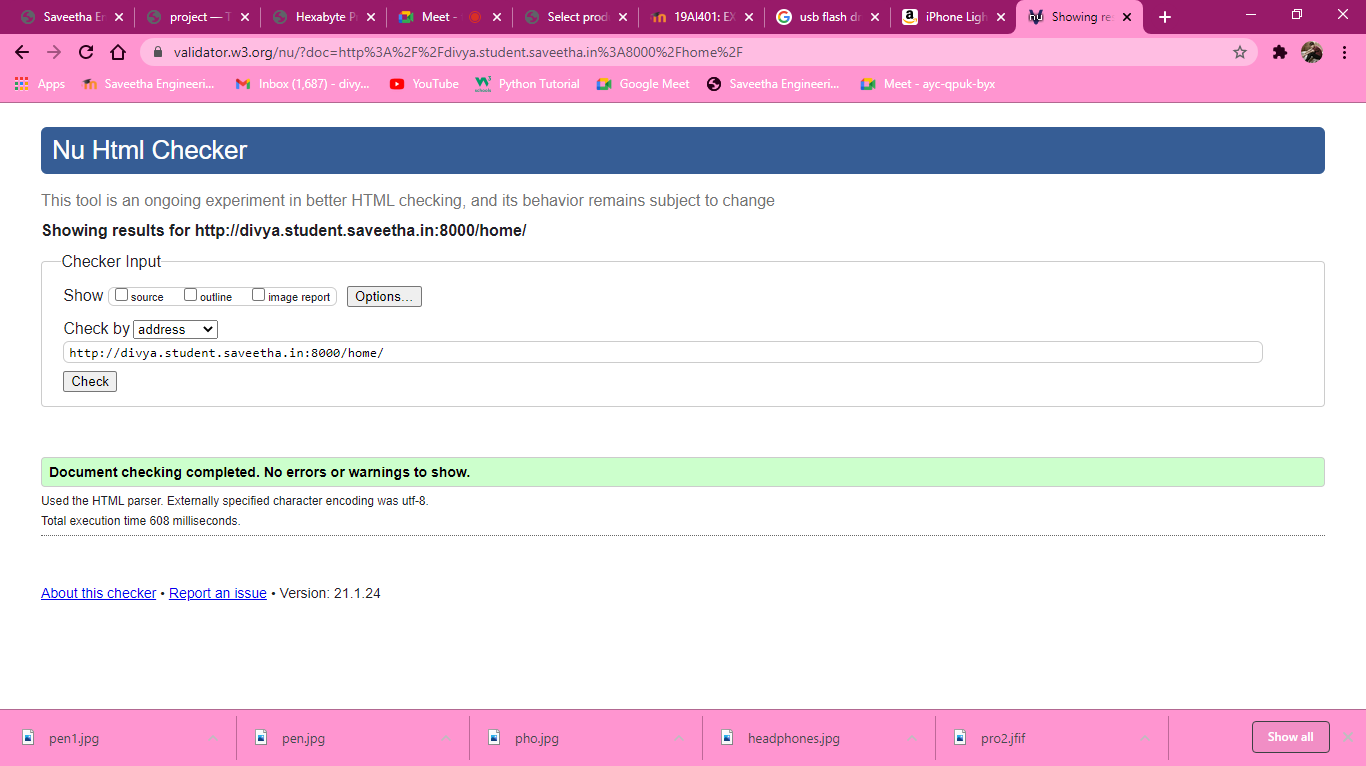 Saveetha En
project — T
Hexabyte P
Meet -
Select prod
19AI401: EX
usb flash dr
iPhone Ligh
Showing res
validator.w3.org/nu/?doc=http%3A%2F%2Fdivya.student.saveetha.in%3A8000%2Fhome%2F
Apps
Saveetha Engineeri...
Inbox (1,687) - divy...
YouTube
Python Tutorial
Google Meet
Saveetha Engineeri...
Meet - ayc-qpuk-byx
Nu Html Checker
This tool is an ongoing experiment in better HTML checking, and its behavior remains subject to change
Showing results for http://divya.student.saveetha.in:8000/home/
Checker Input
Show source outline image report Options...
Check by address
http://divya.student.saveetha.in:8000/home/
Check
Document checking completed. No errors or warnings to show.
Used the HTML parser. Externally specified character encoding was utf-8.
Total execution time 608 milliseconds.
About this checker • Report an issue • Version: 21.1.24
pen1.jpg
pen.jpg
pho.jpg
headphones.jpg
pro2.jfif
Show all